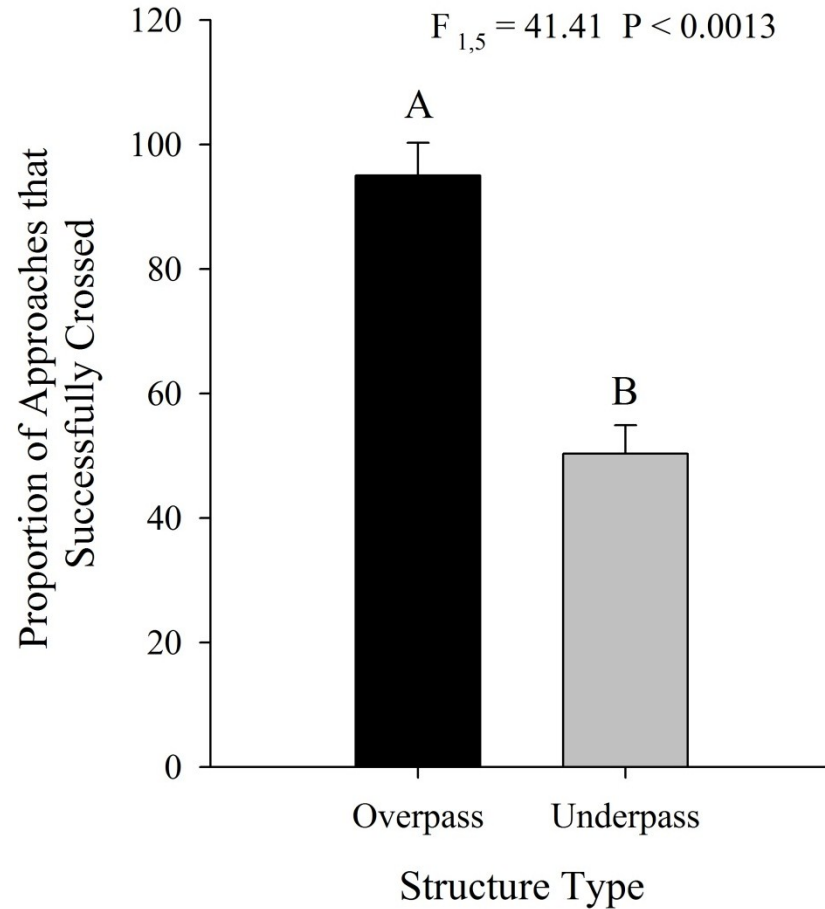 F 1,5 = 41.41 P < 0.0013
120
100
80
60
40
20
0
Proportion of Approaches that
Successfully Crossed
A
B
Overpass Underpass
Structure Type